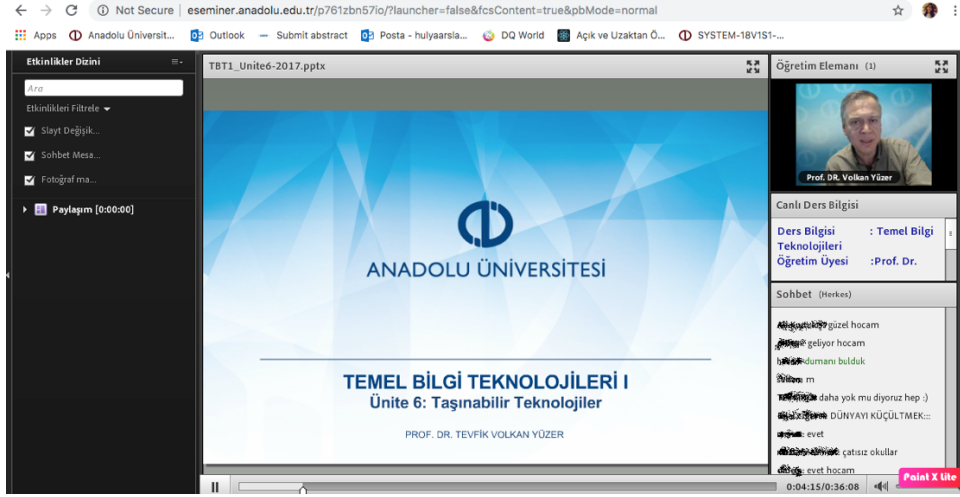 Not Secure | eseminer.anadolu.edu.tr/p761zbn57io/?launcher=false&fcsContent=true&pbMode=normal
Apps Anadolu Üniversit... Outlook Submit abstract Posta - hulyaarsla... DQ World Açık ve Uzaktan Ö... SYSTEM-18V1S1-...
Etkinlikler Dizini
Ara
Etkinlikleri Filtrele
Slayt Değişik...
Sohbet Mesa...
Fotoğraf ma...
Paylaşım [0:00:00]
TBT1_Unite6-2017.pptx
ANADOLU ÜNİVERSİTESİ
TEMEL BİLGİ TEKNOLOJİLERİ I
Ünite 6: Taşınabilir Teknolojiler
PROF. DR. TEVFİK VOLKAN YÜZER
Öğretim Elemanı (1)
Prof. DR. Volkan Yüzer
Canlı Ders Bilgisi
Ders Bilgisi : Temel Bilgi
Teknolojileri
Öğretim Üyesi :Prof. Dr.
Sohbet (Herkes)
güzel hocam
geliyor hocam
dumanı bulduk
m
daha yok mu diyoruz hep :)
DÜNYAYI KÜÇÜLTMEK:::
: evet
çatısız okullar
: evet hocam
0:04:15/0:36:08
Paint X lite